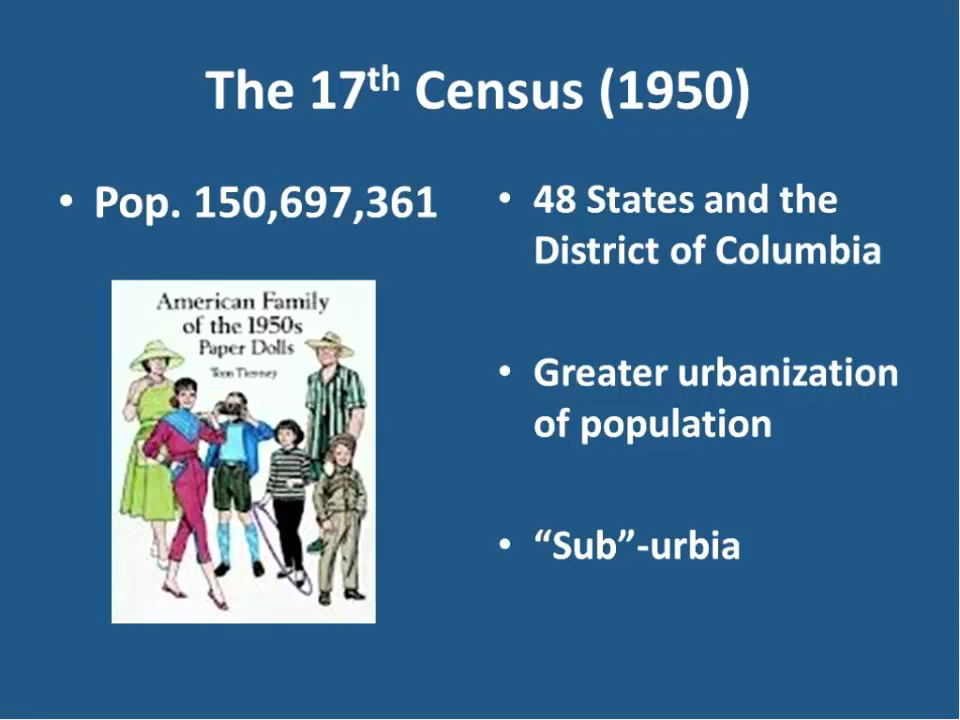 The 17th Census (1950)
• Pop. 150,697,361
American Family
of the 1950s
Paper Dolls
Tom Tierney
• 48 States and the
District of Columbia
• Greater urbanization
of population
• “Sub”-urbia